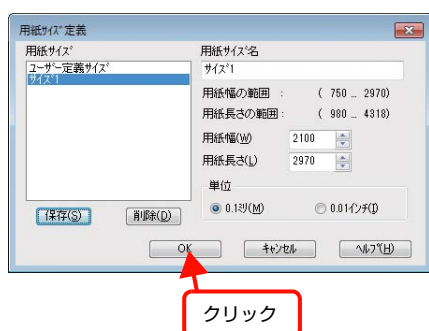 用紙ｻｲｽﾞ定義
用紙ｻｲｽﾞ
ﾕｰｻﾞｰ定義ｻｲｽﾞ
ｻｲｽﾞ1
保存(S)
削除(D)
用紙ｻｲｽﾞ名
ｻｲｽﾞ1
用紙幅の範囲 : ( 750 _ 2970)
用紙長さの範囲 : ( 980 _ 4318)
用紙幅(W) 2100
用紙長さ(L) 2970
単位
0.1ﾐﾘ(M) 0.01ｲﾝﾁ(I)
OK ｷｬﾝｾﾙ ﾍﾙﾌﾟ(H)
クリック